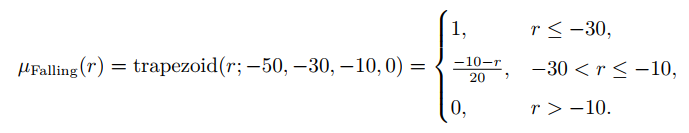 μ_Falling(r) = trapezoid(r; −50, −30, −10, 0) = { 1, r ≤ −30,
(−10−r)/20, −30 < r ≤ −10,
0, r > −10.